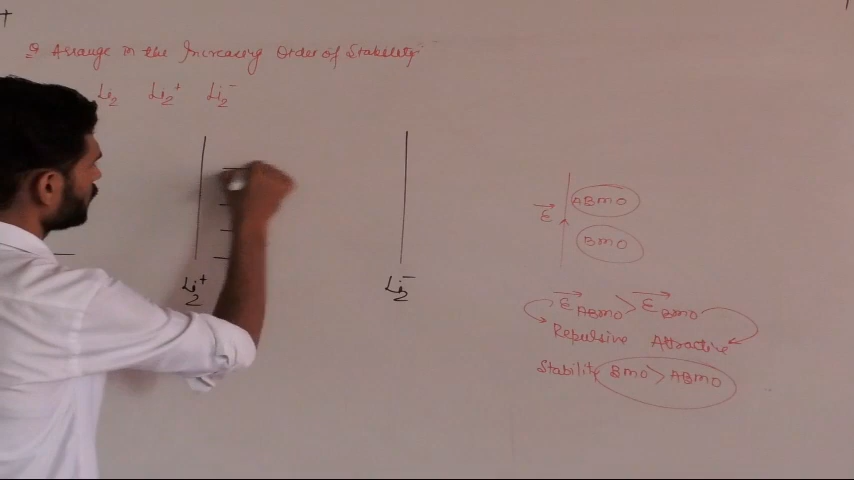 Q Arrange in the Increasing Order of Stability
Li2 Li2+ Li2-
Li2+
Li2-
E
ABMO
BMO
E ABMO > E BMO
Repulsive Attractive
Stability BMO > ABMO